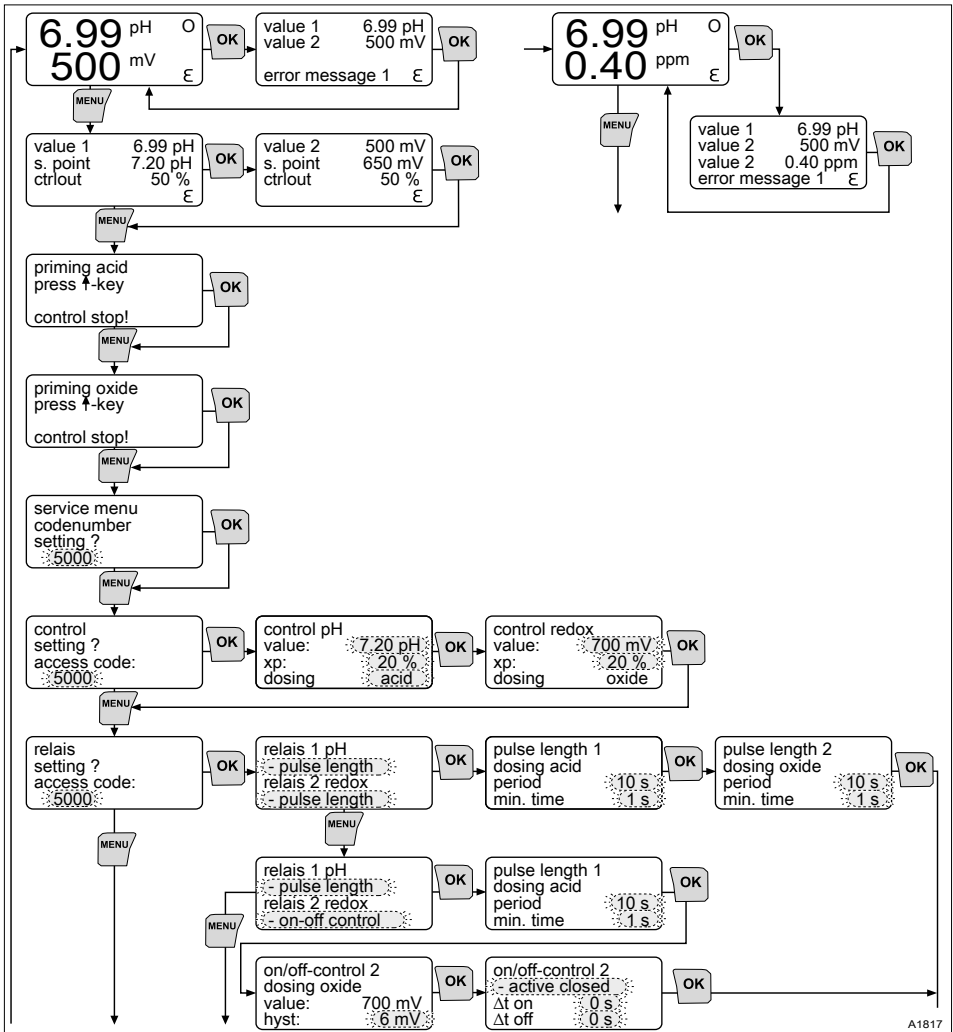 6.99 pH O
500 mV ε
OK
value 1 6.99 pH
value 2 500 mV
error message 1 ε
OK
6.99 pH O
0.40 ppm ε
OK
MENU
MENU
value 1 6.99 pH
value 2 500 mV
value 2 0.40 ppm
error message 1 ε
OK
value 1 6.99 pH
s. point 7.20 pH
ctrlout 50 %
ε
OK
value 2 500 mV
s. point 650 mV
ctrlout 50 %
ε
OK
MENU
priming acid
press ↑-key
control stop!
OK
MENU
priming oxide
press ↑-key
control stop!
OK
MENU
service menu
codenumber
setting ?
5000
OK
MENU
control
setting ?
access code:
5000
OK
control pH
value: 7.20 pH
xp: 20 %
dosing acid
OK
control redox
value: 700 mV
xp: 20 %
dosing oxide
OK
MENU
relais
setting ?
access code:
5000
OK
relais 1 pH
- pulse length
relais 2 redox
- pulse length
OK
pulse length 1
dosing acid
period 10 s
min. time 1 s
OK
pulse length 2
dosing oxide
period 10 s
min. time 1 s
OK
MENU
MENU
relais 1 pH
- pulse length
relais 2 redox
- on-off control
OK
pulse length 1
dosing acid
period 10 s
min. time 1 s
OK
MENU
on/off-control 2
dosing oxide
value: 700 mV
hyst: 6 mV
OK
on/off-control 2
- active closed
Δt on 0 s
Δt off 0 s
OK
A1817